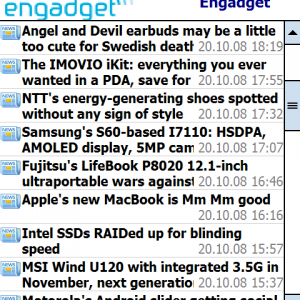 engadget
Engadget
Angel and Devil earbuds may be a little
too cute for Swedish death 20.10.08 18:19
The IMOVIO iKit: everything you ever
wanted in a PDA, save for 20.10.08 17:55
NTT's energy-generating shoes spotted
without any sign of style 20.10.08 17:32
Samsung's S60-based I7110: HSDPA,
AMOLED display, 5MP cam 20.10.08 17:07
Fujitsu's LifeBook P8020 12.1-inch
ultraportable wars against 20.10.08 16:46
Apple's new MacBook is Mm Mm good
20.10.08 16:16
Intel SSDs RAIDed up for blinding
speed 20.10.08 15:57
MSI Wind U120 with integrated 3.5G in
November, next generation 20.10.08 15:37
Motorola's Android slider getting social